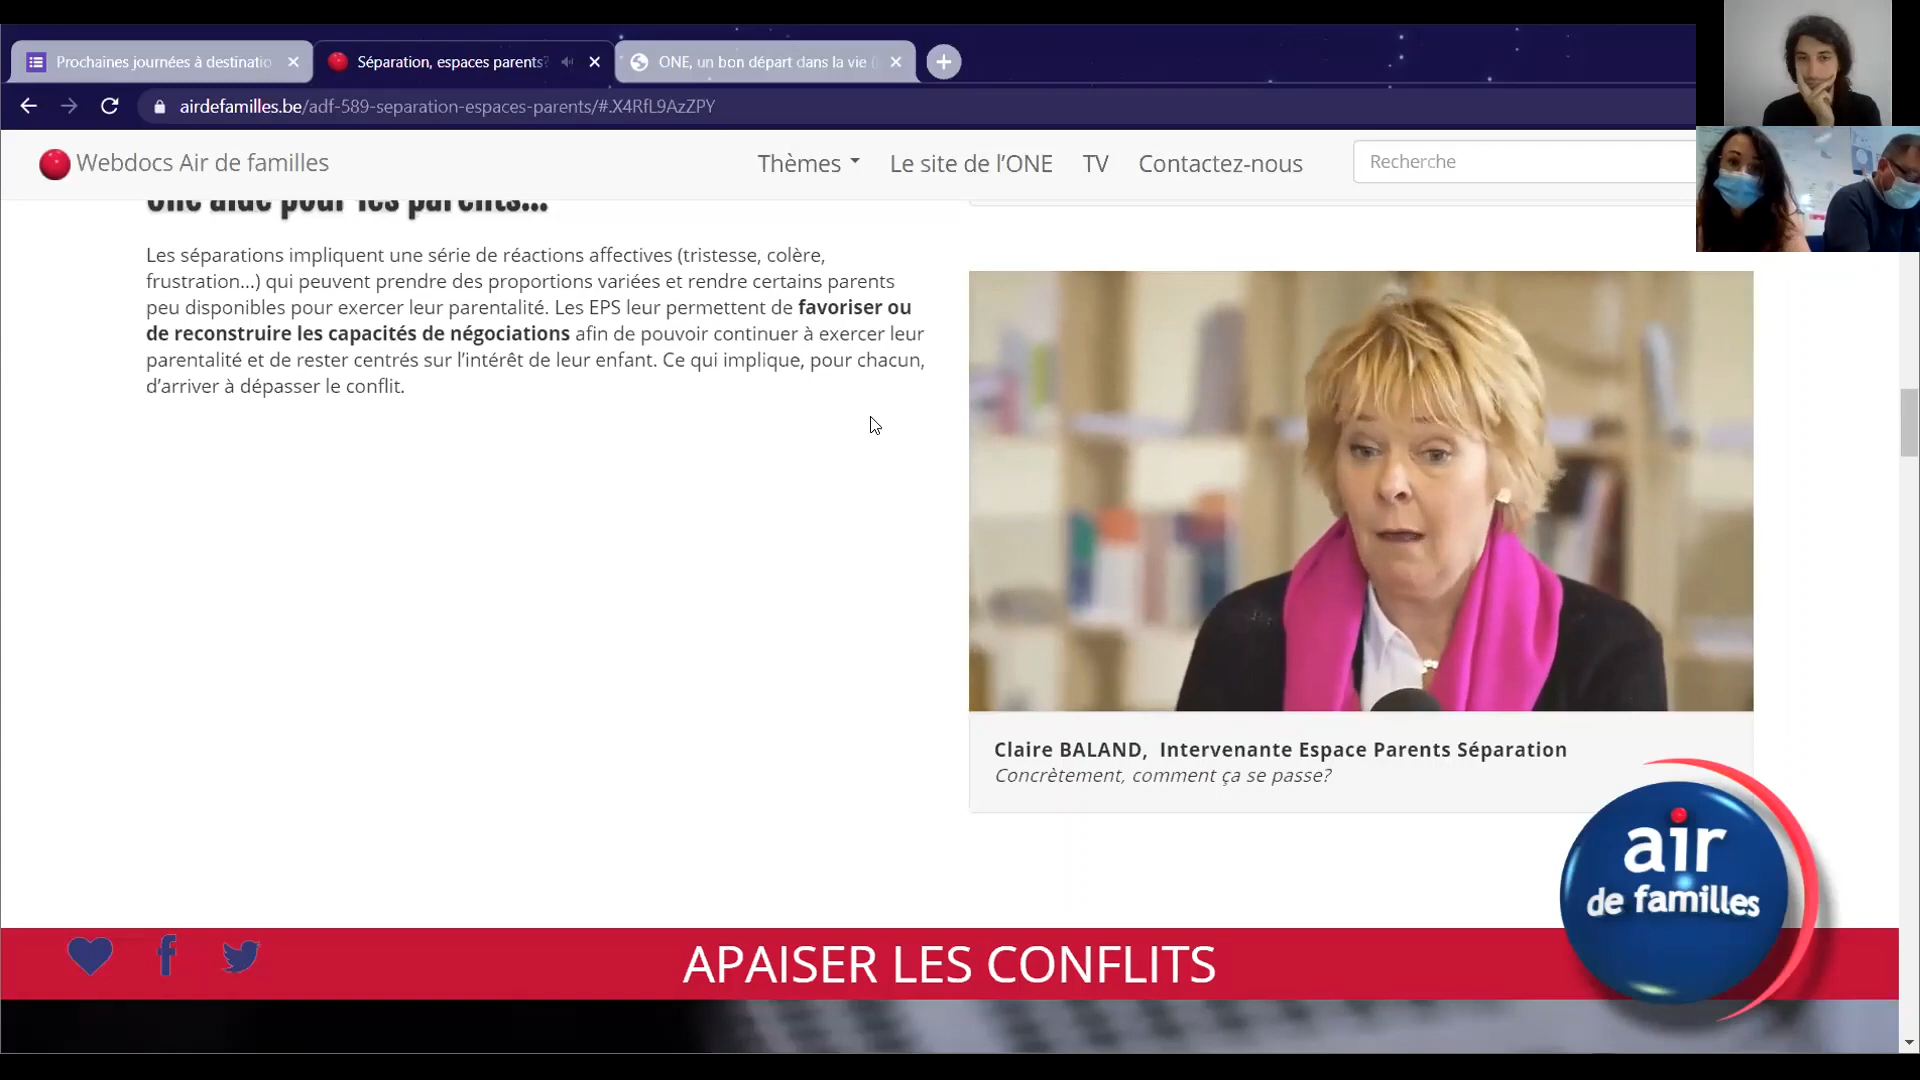 Prochaines journées à destinatio
Séparation, espaces parents?
ONE, un bon départ dans la vie (
airdefamilles.be/adf-589-separation-espaces-parents/#.X4RfL9AzZPY
Webdocs Air de familles
Thèmes
Le site de l’ONE
TV
Contactez-nous
Recherche
Une aide pour les parents...
Les séparations impliquent une série de réactions affectives (tristesse, colère,
frustration...) qui peuvent prendre des proportions variées et rendre certains parents
peu disponibles pour exercer leur parentalité. Les EPS leur permettent de favoriser ou
de reconstruire les capacités de négociations afin de pouvoir continuer à exercer leur
parentalité et de rester centrés sur l’intérêt de leur enfant. Ce qui implique, pour chacun,
d’arriver à dépasser le conflit.
Claire BALAND, Intervenante Espace Parents Séparation
Concrètement, comment ça se passe?
air
de familles
APAISER LES CONFLITS